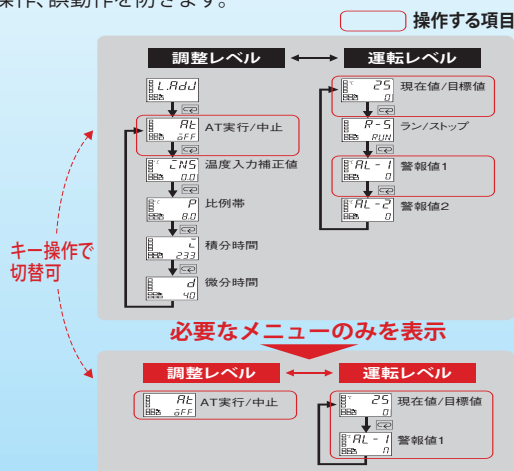 操作、誤動作を防ぎます。
操作する項目
調整レベル
運転レベル
L.AdJ
At
oFF
AT実行/中止
25
0
現在値/目標値
R-S
RUN
ラン/ストップ
INS
0.0
温度入力補正値
AL-1
0
警報値1
P
8.0
比例帯
AL-2
0
警報値2
i
233
積分時間
d
40
微分時間
キー操作で
切替可
必要なメニューのみを表示
調整レベル
運転レベル
At
oFF
AT実行/中止
25
0
現在値/目標値
AL-1
警報値1